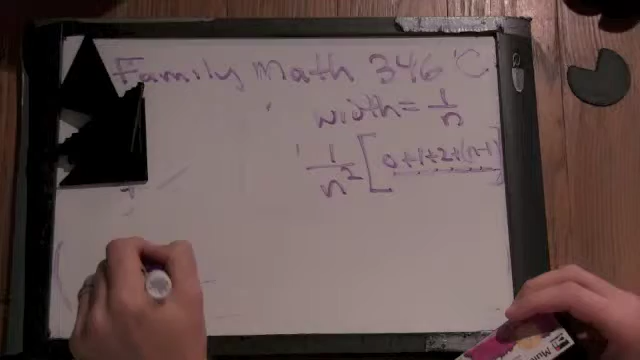 Family Math 346 C
width = 1/n
1/n² [0+1+2+(n-1)]